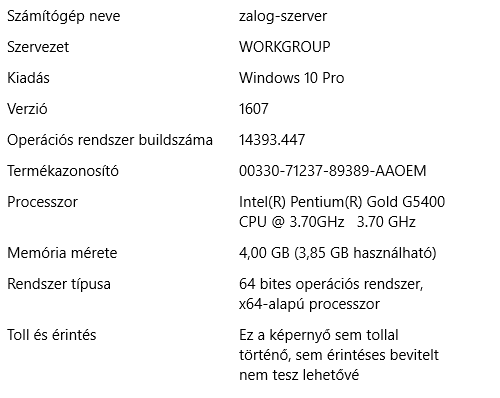 Számítógép neve zalog-szerver
Szervezet WORKGROUP
Kiadás Windows 10 Pro
Verzió 1607
Operációs rendszer buildszáma 14393.447
Termékazonosító 00330-71237-89389-AAOEM
Processzor Intel(R) Pentium(R) Gold G5400
CPU @ 3.70GHz 3.70 GHz
Memória mérete 4,00 GB (3,85 GB használható)
Rendszer típusa 64 bites operációs rendszer,
x64-alapú processzor
Toll és érintés Ez a képernyő sem tollal
történő, sem érintéses bevitelt
nem tesz lehetővé